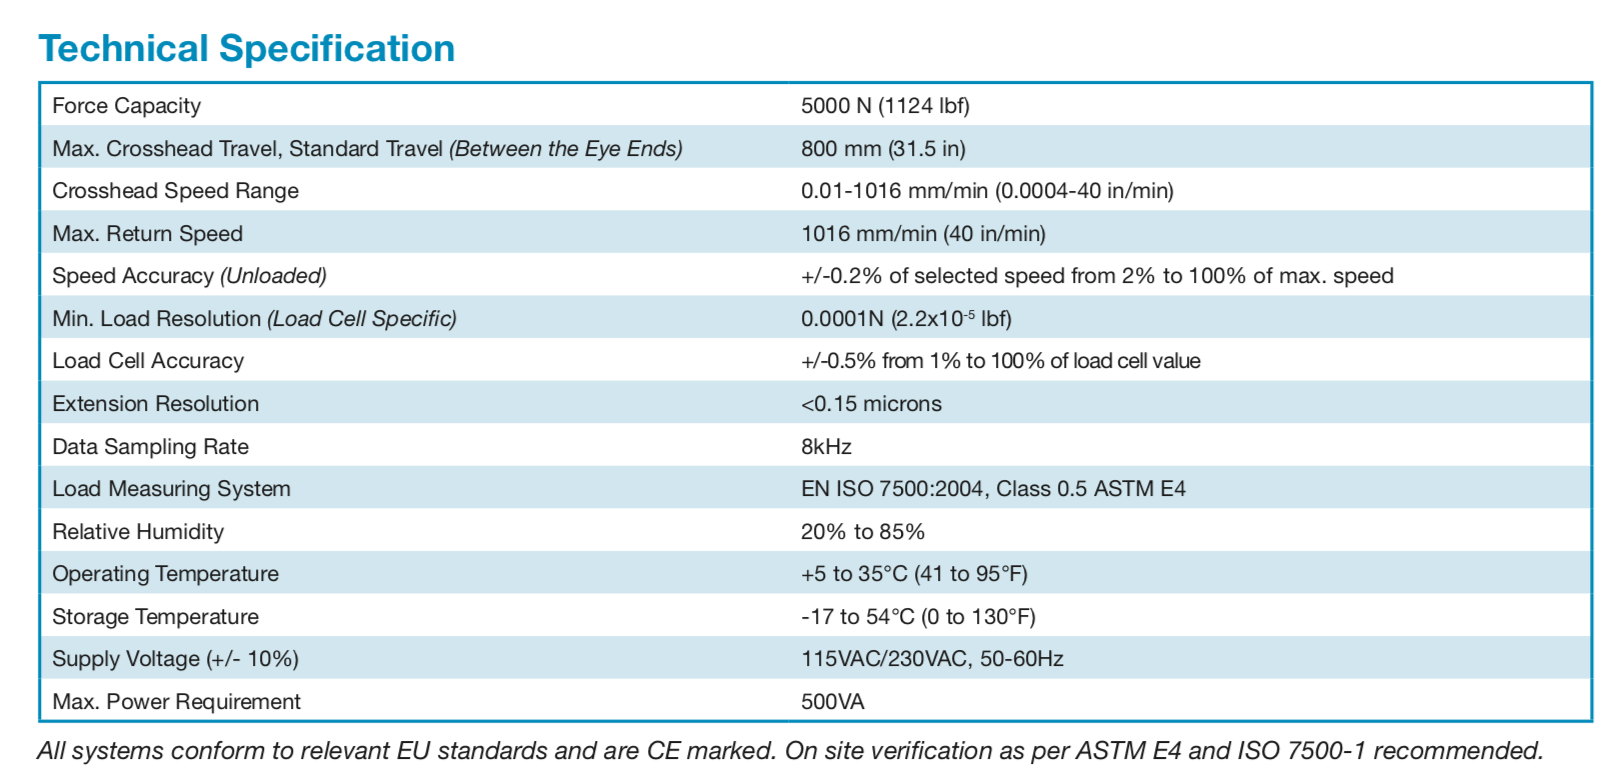 Technical Specification
Force Capacity 5000 N (1124 lbf)
Max. Crosshead Travel, Standard Travel (Between the Eye Ends) 800 mm (31.5 in)
Crosshead Speed Range 0.01-1016 mm/min (0.0004-40 in/min)
Max. Return Speed 1016 mm/min (40 in/min)
Speed Accuracy (Unloaded) +/-0.2% of selected speed from 2% to 100% of max. speed
Min. Load Resolution (Load Cell Specific) 0.0001N (2.2x10⁻⁵ lbf)
Load Cell Accuracy +/-0.5% from 1% to 100% of load cell value
Extension Resolution <0.15 microns
Data Sampling Rate 8kHz
Load Measuring System EN ISO 7500:2004, Class 0.5 ASTM E4
Relative Humidity 20% to 85%
Operating Temperature +5 to 35°C (41 to 95°F)
Storage Temperature -17 to 54°C (0 to 130°F)
Supply Voltage (+/- 10%) 115VAC/230VAC, 50-60Hz
Max. Power Requirement 500VA
All systems conform to relevant EU standards and are CE marked. On site verification as per ASTM E4 and ISO 7500-1 recommended.